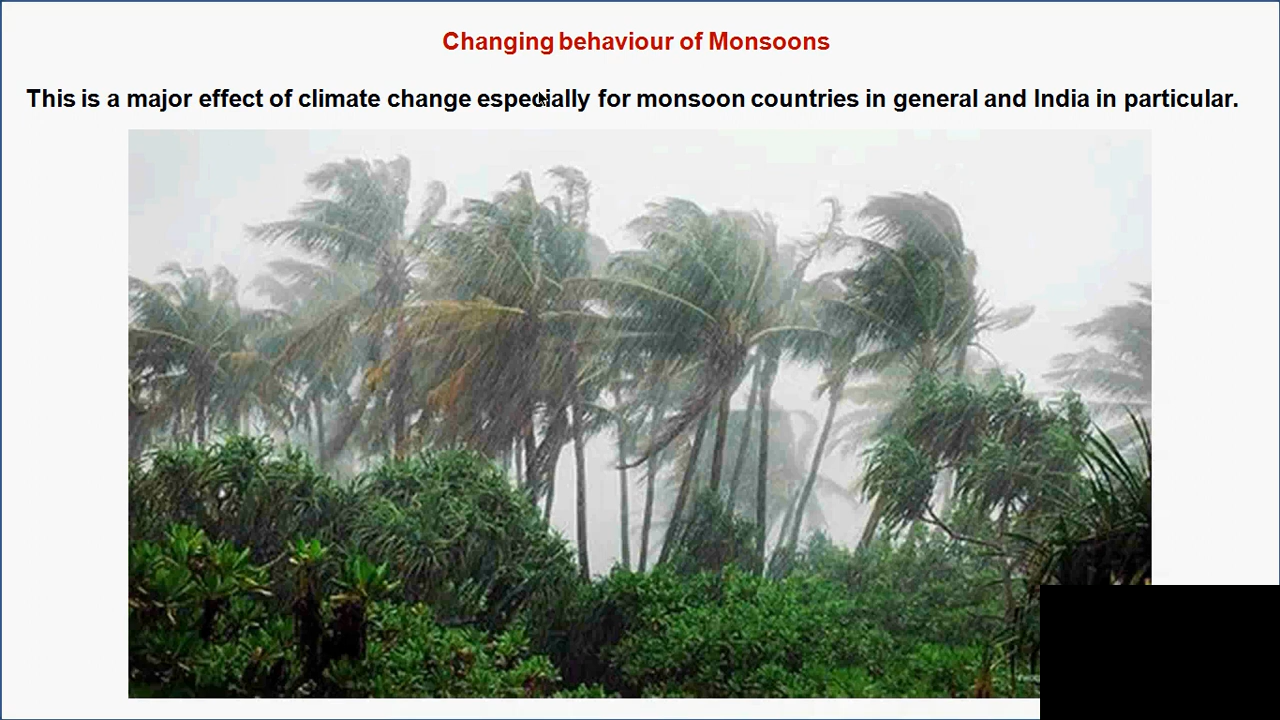 Changing behaviour of Monsoons
This is a major effect of climate change especially for monsoon countries in general and India in particular.